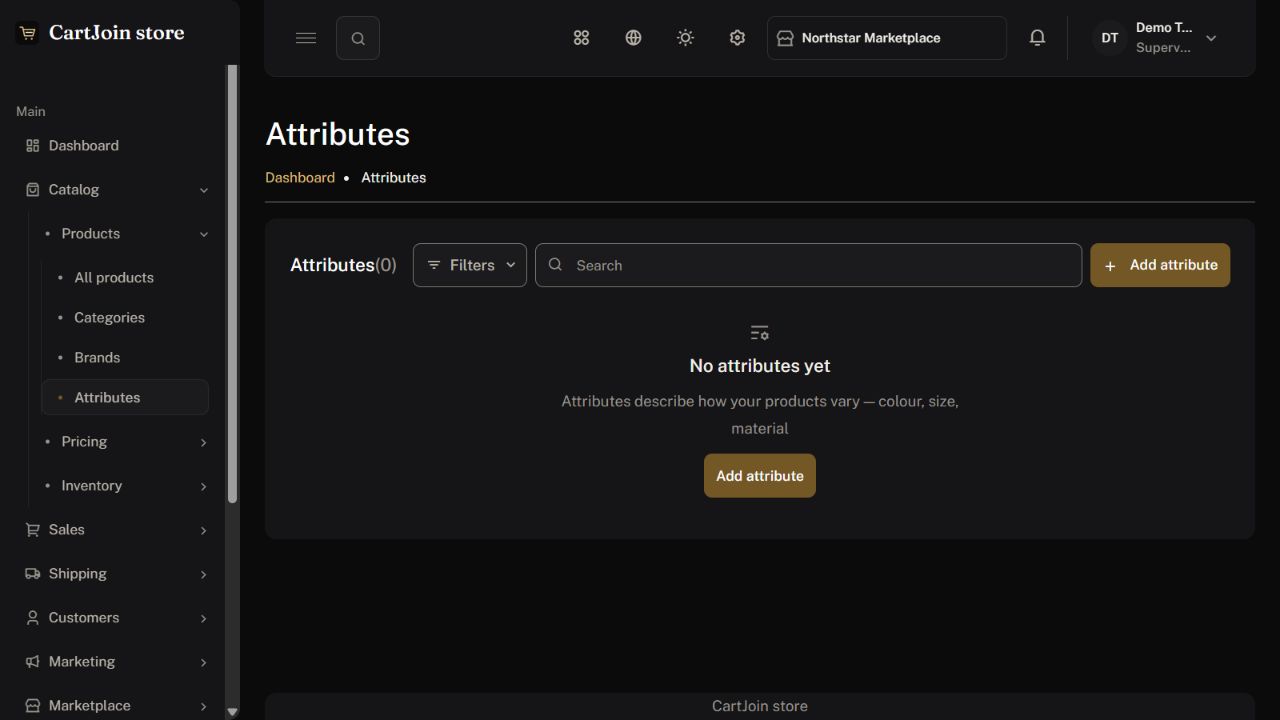 CartJoin store
Northstar Marketplace
DT
Demo T...
Superv...
Main
Dashboard
Catalog
Products
All products
Categories
Brands
Attributes
Pricing
Inventory
Sales
Shipping
Customers
Marketing
Marketplace
Attributes
Dashboard • Attributes
Attributes(0)
Filters
Search
+ Add attribute
No attributes yet
Attributes describe how your products vary — colour, size,
material
Add attribute
CartJoin store